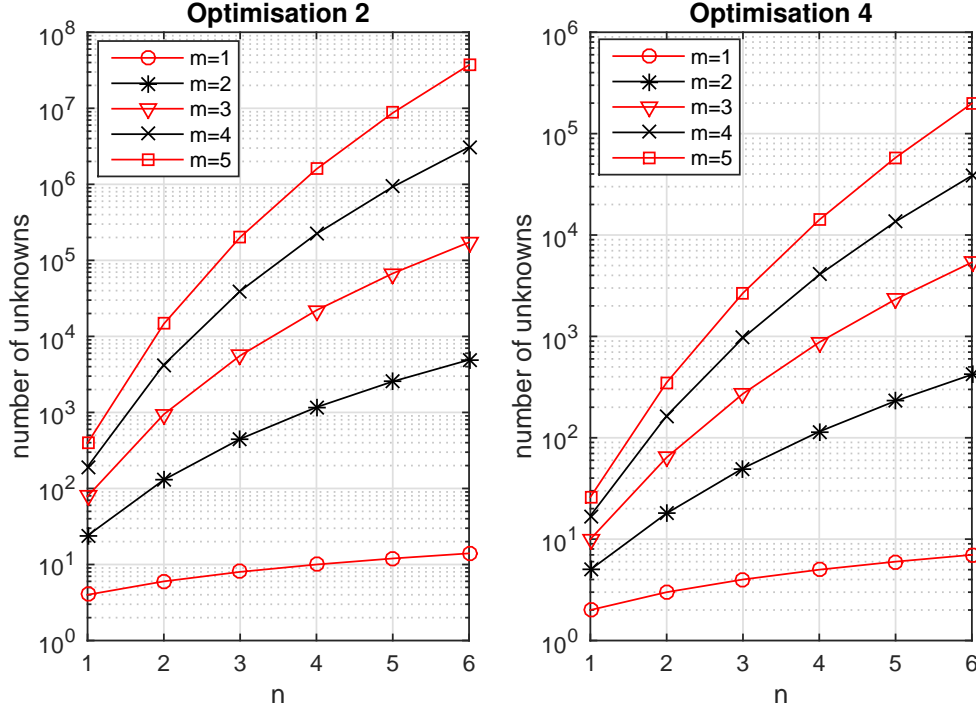 Optimisation 2
number of unknowns
10^8
10^7
10^6
10^5
10^4
10^3
10^2
10^1
10^0
m=1
m=2
m=3
m=4
m=5
1 2 3 4 5 6
n
Optimisation 4
number of unknowns
10^6
10^5
10^4
10^3
10^2
10^1
10^0
m=1
m=2
m=3
m=4
m=5
1 2 3 4 5 6
n